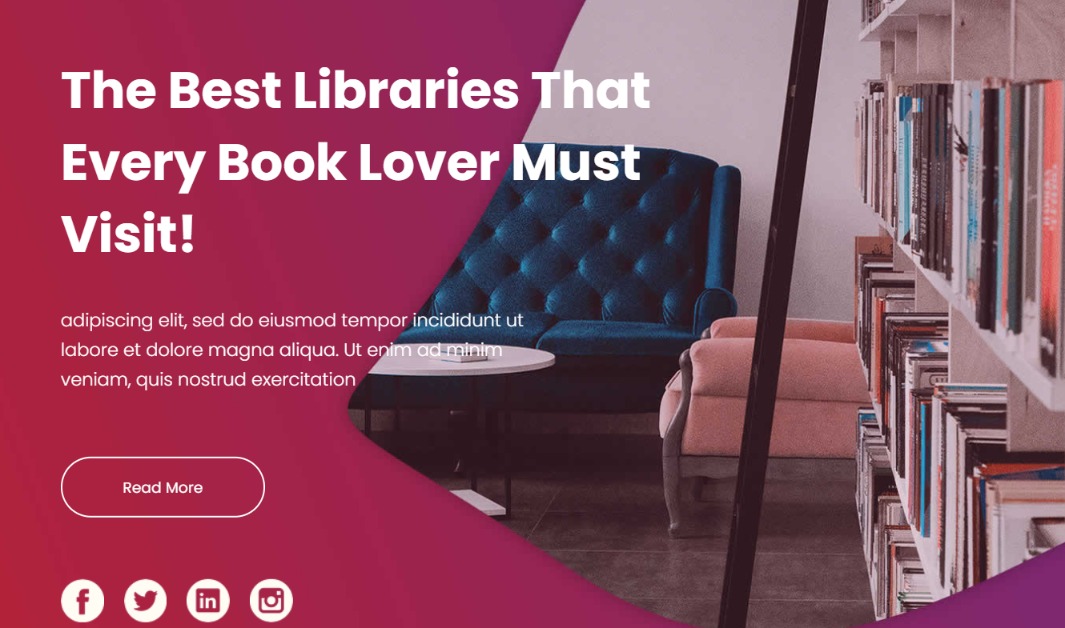 The Best Libraries That
Every Book Lover Must
Visit!
adipiscing elit, sed do eiusmod tempor incididunt ut
labore et dolore magna aliqua. Ut enim ad minim
veniam, quis nostrud exercitation
Read More